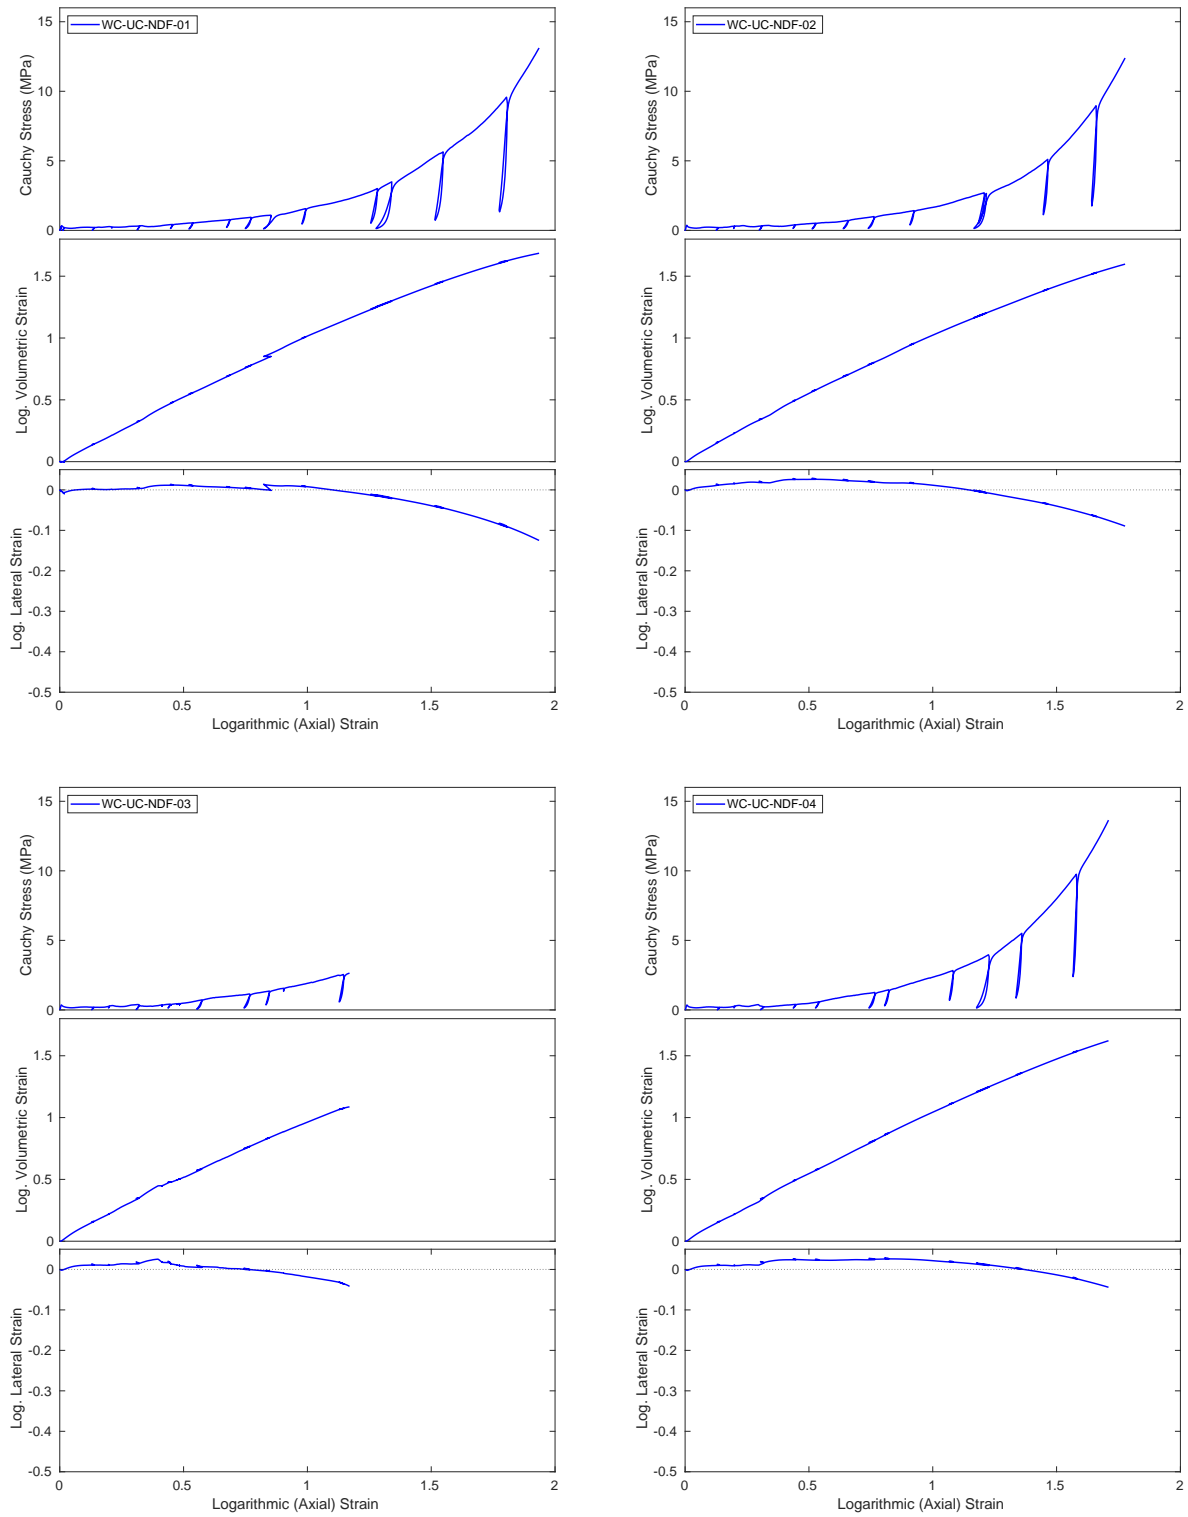 WC-UC-NDF-01
15
10
5
0
Cauchy Stress (MPa)
1.5
1
0.5
0
Log. Volumetric Strain
0
-0.1
-0.2
-0.3
-0.4
-0.5
Log. Lateral Strain
0 0.5 1 1.5 2
Logarithmic (Axial) Strain
WC-UC-NDF-02
15
10
5
0
Cauchy Stress (MPa)
1.5
1
0.5
0
Log. Volumetric Strain
0
-0.1
-0.2
-0.3
-0.4
-0.5
Log. Lateral Strain
0 0.5 1 1.5 2
Logarithmic (Axial) Strain
WC-UC-NDF-03
15
10
5
0
Cauchy Stress (MPa)
1.5
1
0.5
0
Log. Volumetric Strain
0
-0.1
-0.2
-0.3
-0.4
-0.5
Log. Lateral Strain
0 0.5 1 1.5 2
Logarithmic (Axial) Strain
WC-UC-NDF-04
15
10
5
0
Cauchy Stress (MPa)
1.5
1
0.5
0
Log. Volumetric Strain
0
-0.1
-0.2
-0.3
-0.4
-0.5
Log. Lateral Strain
0 0.5 1 1.5 2
Logarithmic (Axial) Strain